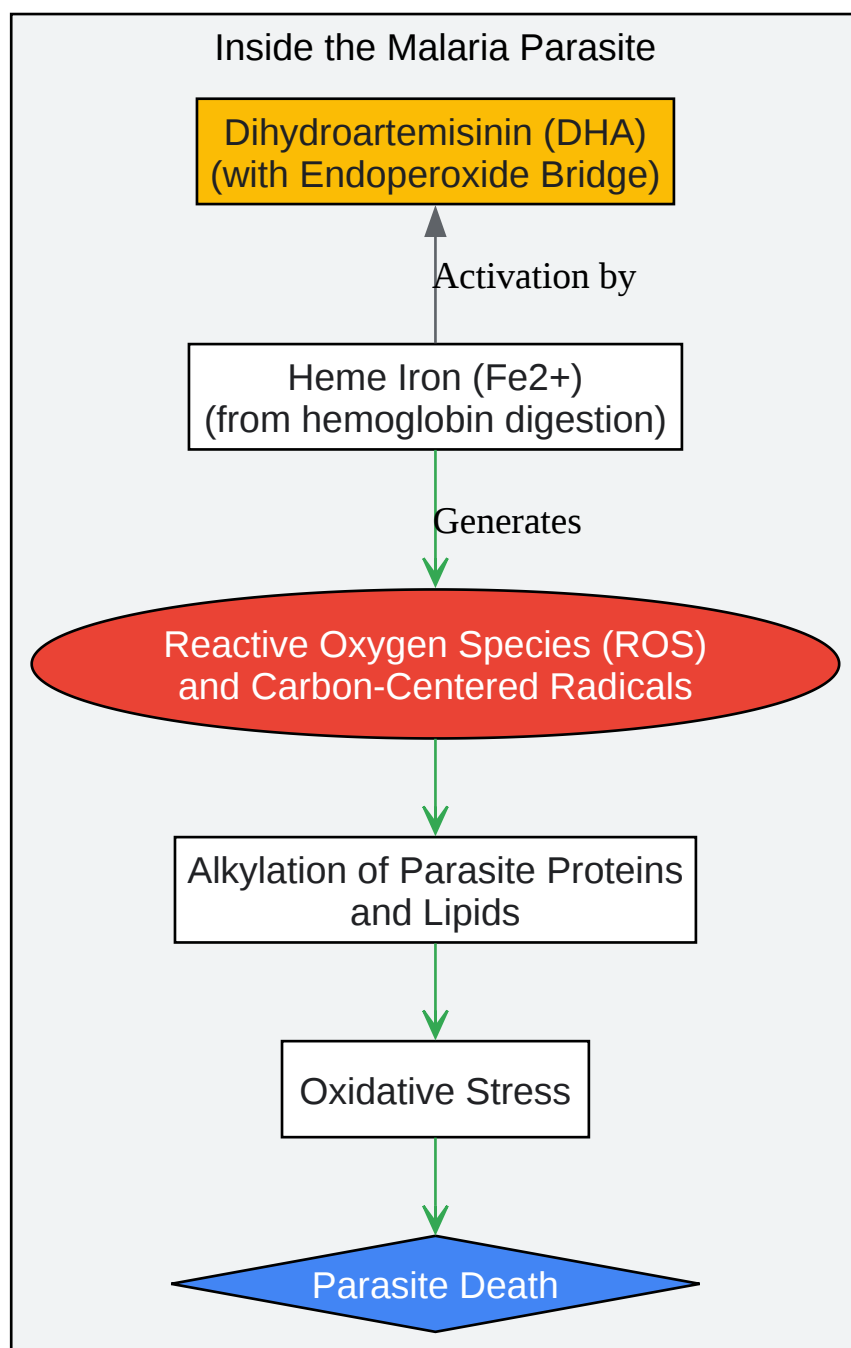 Inside the Malaria Parasite
Dihydroartemisinin (DHA)
(with Endoperoxide Bridge)
Activation by
Heme Iron (Fe2+)
(from hemoglobin digestion)
Generates
Reactive Oxygen Species (ROS)
and Carbon-Centered Radicals
Alkylation of Parasite Proteins
and Lipids
Oxidative Stress
Parasite Death